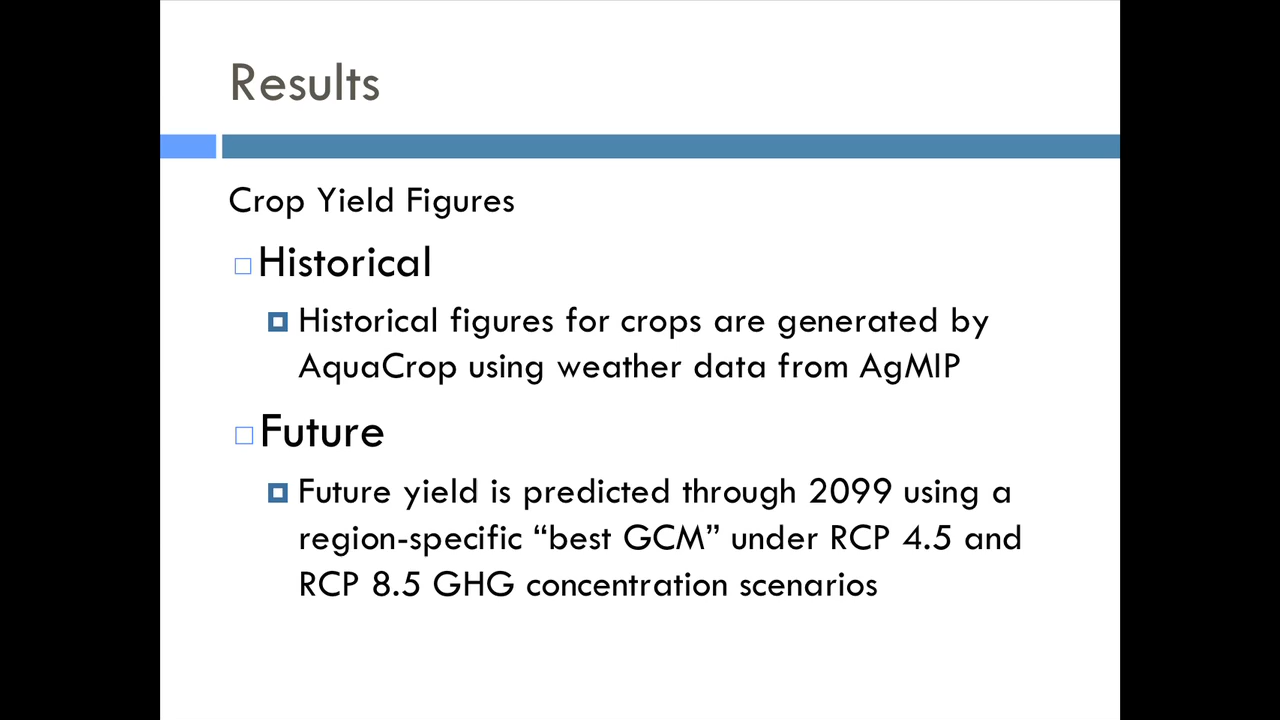 Results
Crop Yield Figures
Historical
Historical figures for crops are generated by
AquaCrop using weather data from AgMIP
Future
Future yield is predicted through 2099 using a
region-specific “best GCM” under RCP 4.5 and
RCP 8.5 GHG concentration scenarios